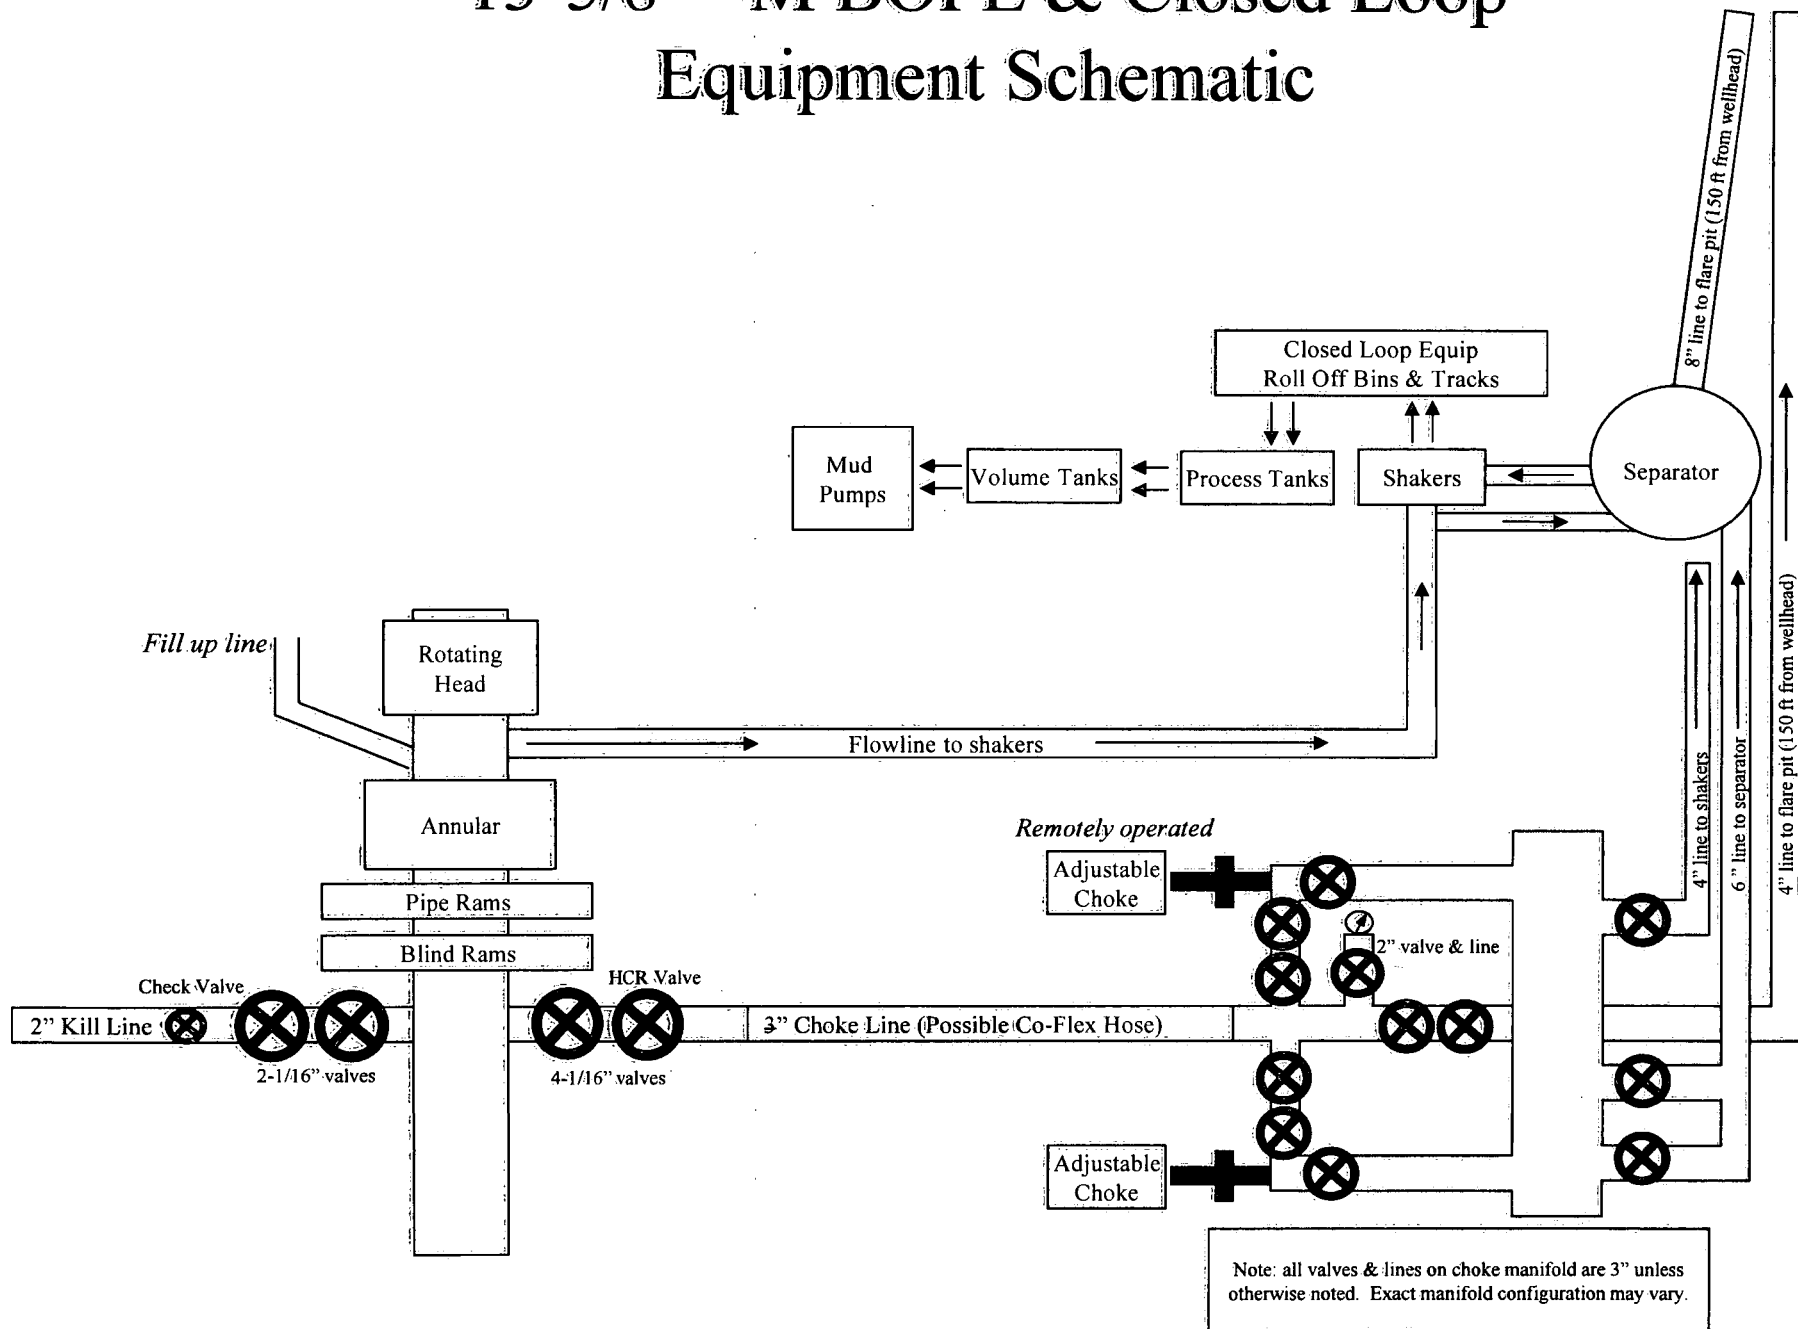 Equipment Schematic
8” line to flare pit (150 ft from wellhead)
Closed Loop Equip
Roll Off Bins & Tracks
Mud
Pumps
Volume Tanks
Process Tanks
Shakers
Separator
Fill up line
Rotating
Head
Flowline to shakers
4” line to shakers
6 ” line to separator
4” line to flare pit (150 ft from wellhead)
Annular
Remotely operated
Adjustable
Choke
Pipe Rams
Blind Rams
2” valve & line
Check Valve
HCR Valve
2” Kill Line
3” Choke Line (Possible Co-Flex Hose)
2-1/16” valves
4-1/16” valves
Adjustable
Choke
Note: all valves & lines on choke manifold are 3” unless
otherwise noted. Exact manifold configuration may vary.